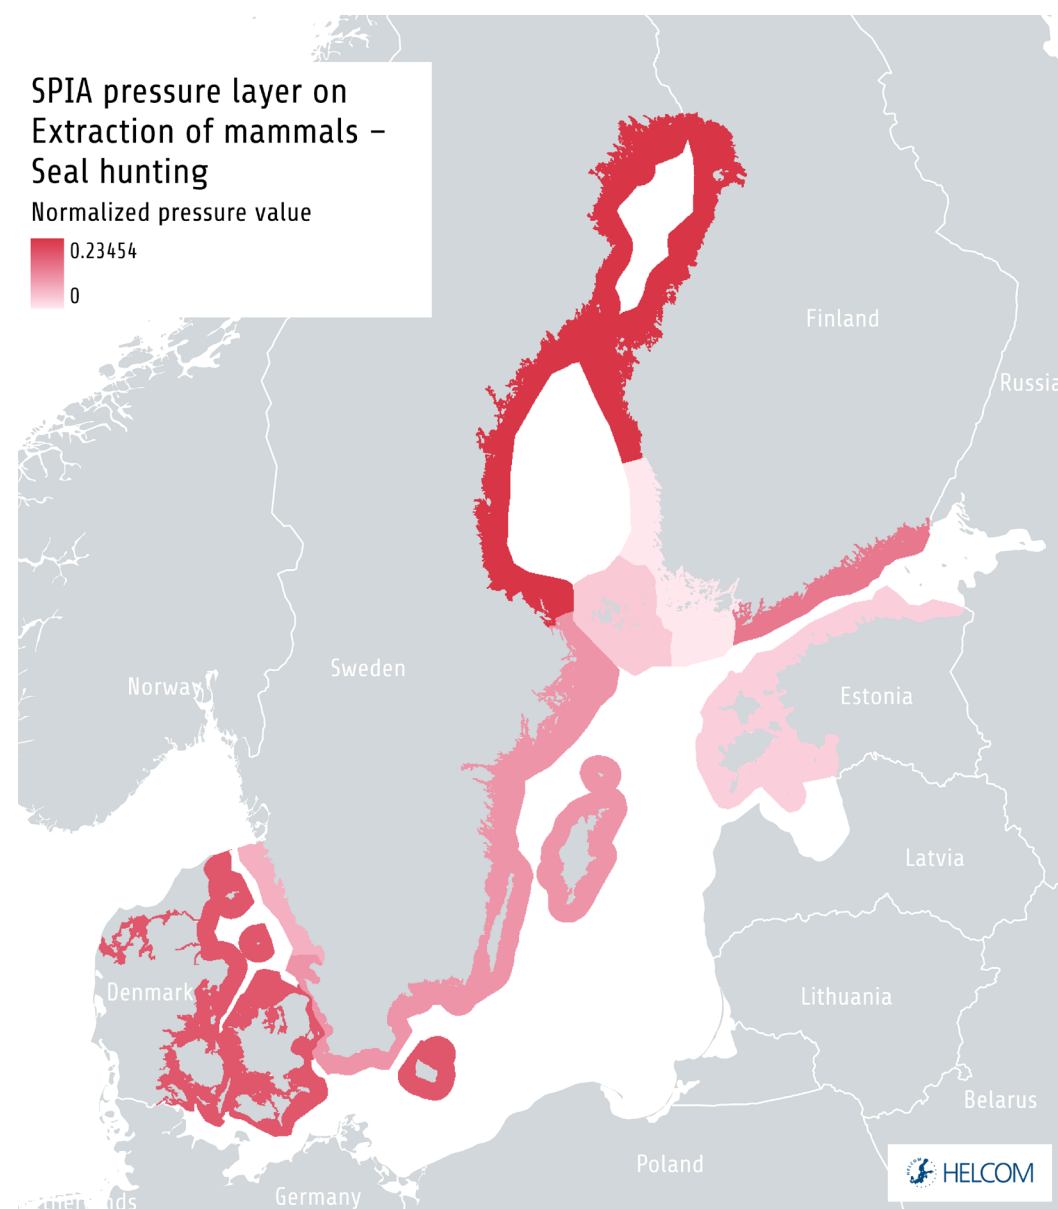 SPIA pressure layer on
Extraction of mammals –
Seal hunting
Normalized pressure value
0.23454
0
Finland
Russia
Sweden
Norway
Estonia
Latvia
Denmark
Lithuania
Belarus
Poland
HELCOM
Germany